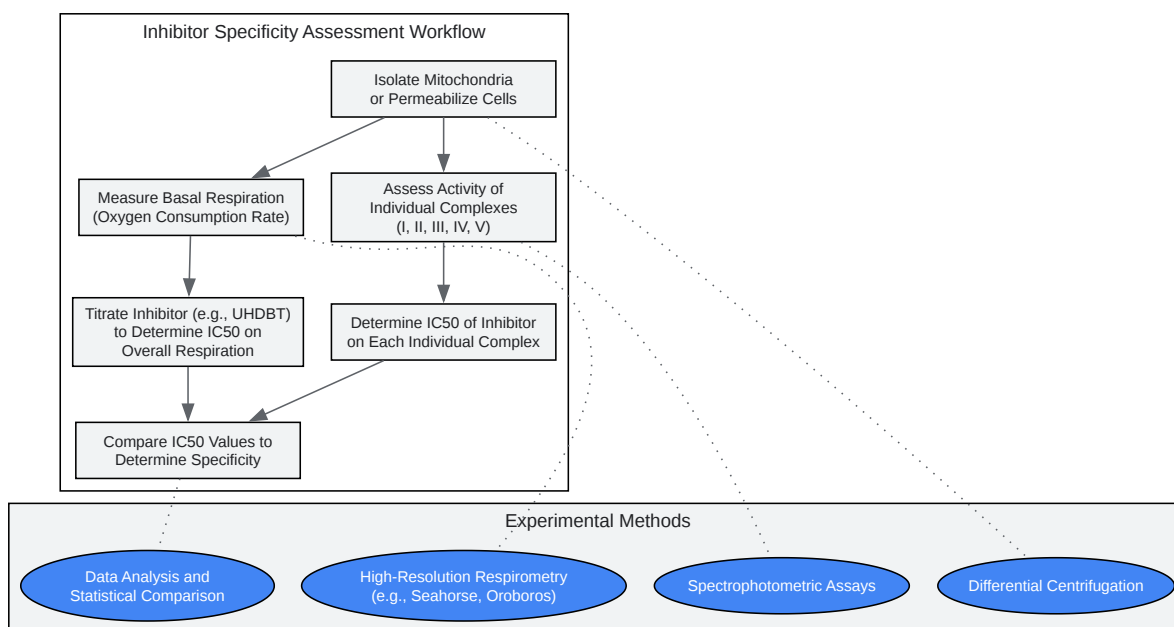 Inhibitor Specificity Assessment Workflow
Isolate Mitochondria
or Permeabilize Cells
Measure Basal Respiration
(Oxygen Consumption Rate)
Assess Activity of
Individual Complexes
(I, II, III, IV, V)
Titrate Inhibitor (e.g., UHDBT)
to Determine IC50 on
Overall Respiration
Determine IC50 of Inhibitor
on Each Individual Complex
Compare IC50 Values to
Determine Specificity
Experimental Methods
Data Analysis and
Statistical Comparison
High-Resolution Respirometry
(e.g., Seahorse, Oroboros)
Spectrophotometric Assays
Differential Centrifugation